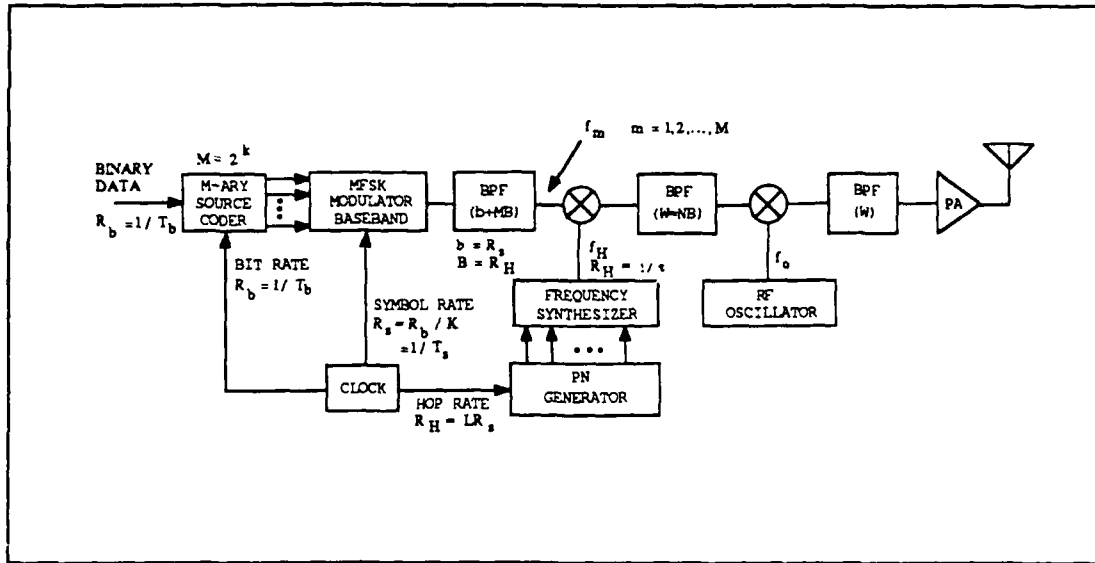 f_m m = 1,2,...,M
BINARY
DATA
M = 2^k
R_b = 1/ T_b
M-ARY
SOURCE
CODER
MFSK
MODULATOR
BASEBAND
BPF
(b+MB)
b = R_s
B = R_H
BPF
(W=NB)
BPF
(W)
PA
f_H
R_H = 1/
f_o
FREQUENCY
SYNTHESIZER
RF
OSCILLATOR
BIT RATE
R_b = 1/ T_b
SYMBOL RATE
R_s = R_b / K
= 1/ T_s
CLOCK
HOP RATE
R_H = LR_s
PN
GENERATOR